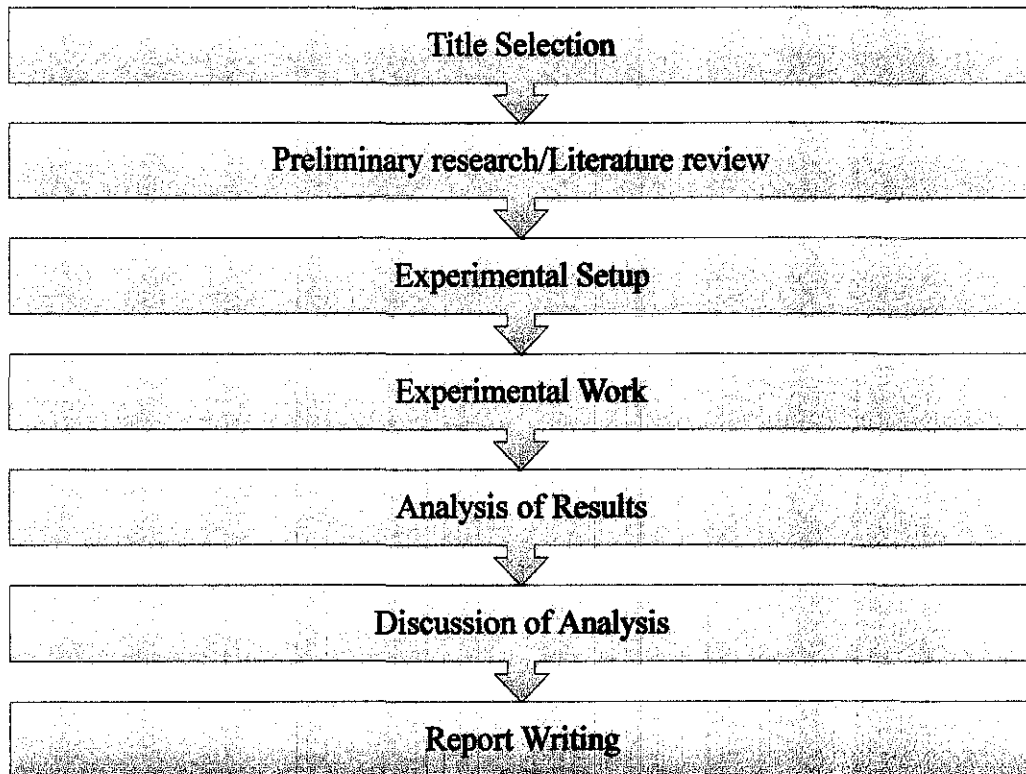 Title Selection
Preliminary research/Literature review
Experimental Setup
Experimental Work
Analysis of Results
Discussion of Analysis
Report Writing